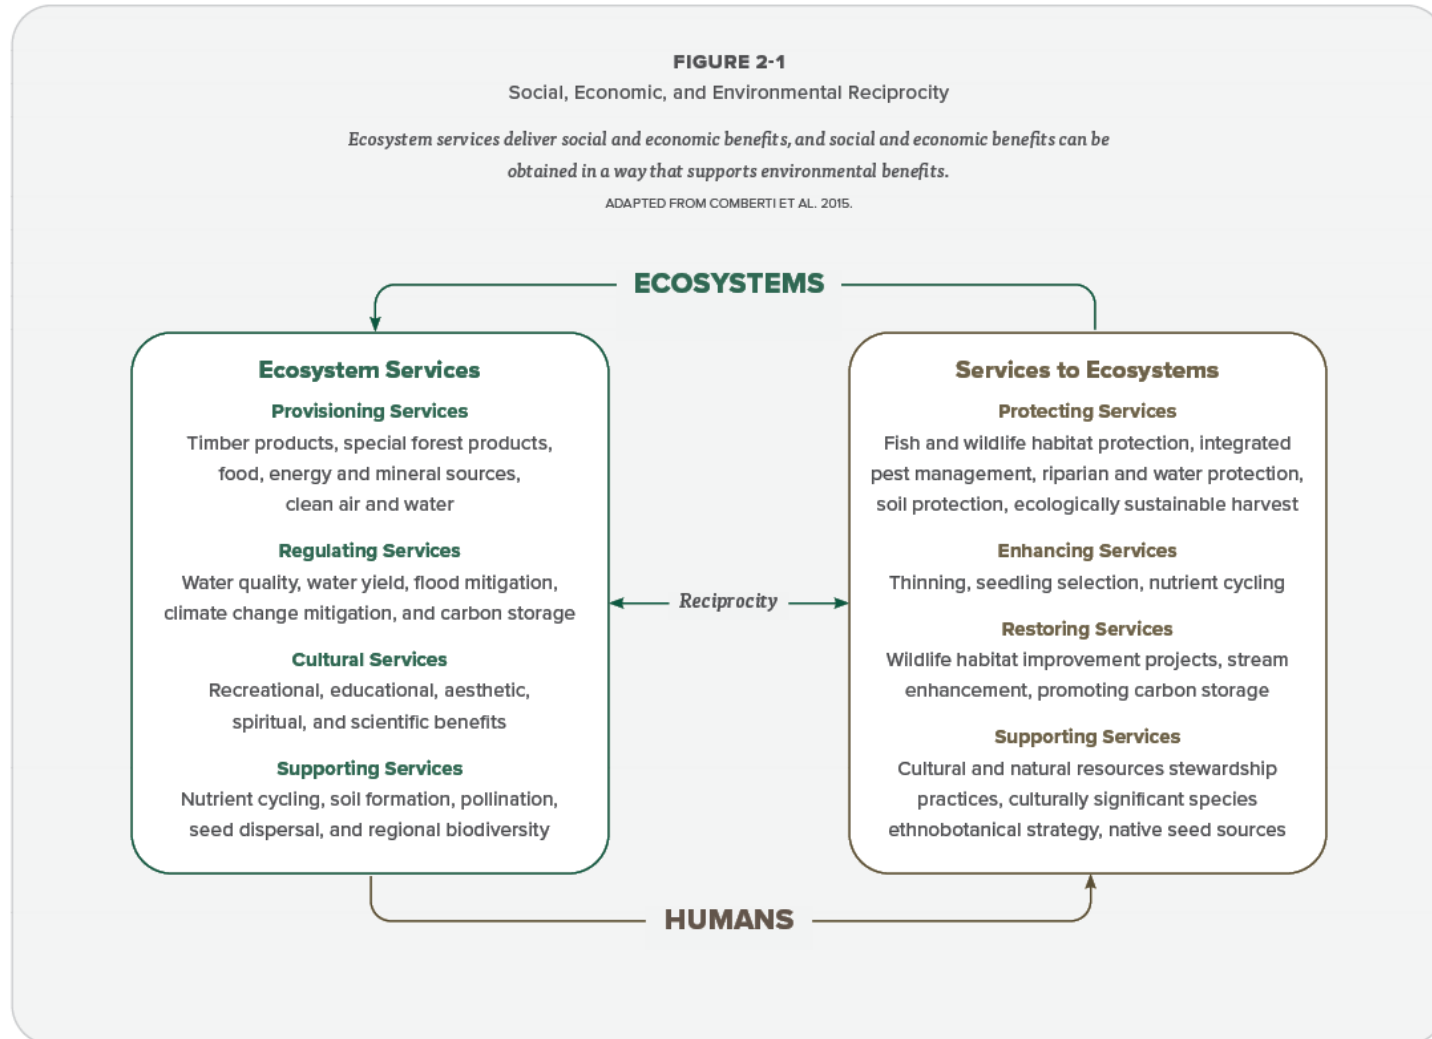 FIGURE 2-1
Social, Economic, and Environmental Reciprocity
Ecosystem services deliver social and economic benefits, and social and economic benefits can be
obtained in a way that supports environmental benefits.
ADAPTED FROM COMBERTI ET AL. 2015.
ECOSYSTEMS
Ecosystem Services
Provisioning Services
Timber products, special forest products,
food, energy and mineral sources,
clean air and water
Regulating Services
Water quality, water yield, flood mitigation,
climate change mitigation, and carbon storage
Cultural Services
Recreational, educational, aesthetic,
spiritual, and scientific benefits
Supporting Services
Nutrient cycling, soil formation, pollination,
seed dispersal, and regional biodiversity
Reciprocity
Services to Ecosystems
Protecting Services
Fish and wildlife habitat protection, integrated
pest management, riparian and water protection,
soil protection, ecologically sustainable harvest
Enhancing Services
Thinning, seedling selection, nutrient cycling
Restoring Services
Wildlife habitat improvement projects, stream
enhancement, promoting carbon storage
Supporting Services
Cultural and natural resources stewardship
practices, culturally significant species
ethnobotanical strategy, native seed sources
HUMANS